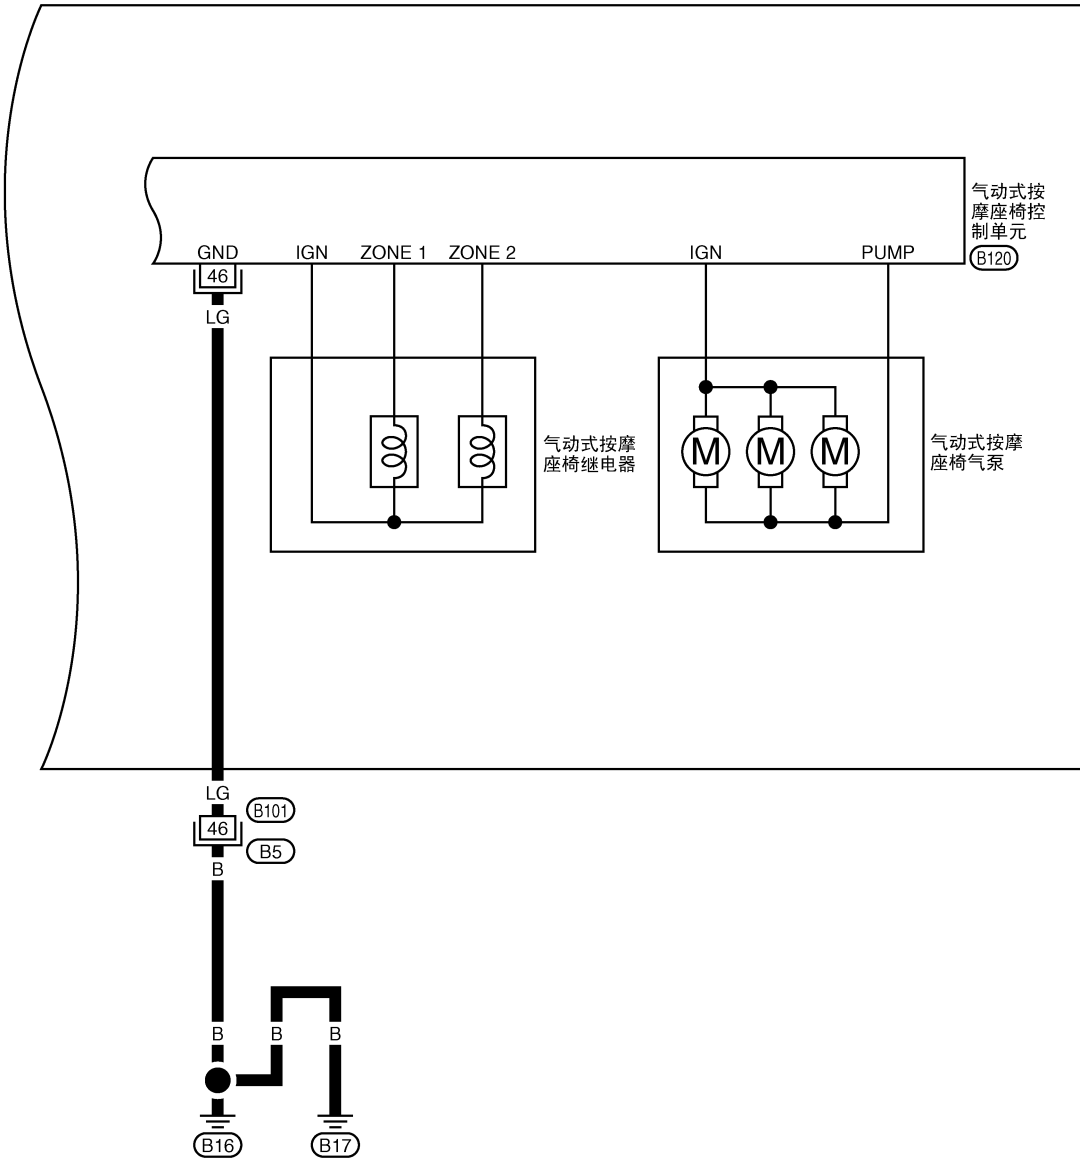 气动式按
摩座椅控
制单元
B120
GND IGN ZONE 1 ZONE 2 IGN PUMP
46
LG
气动式按摩
座椅继电器
M M M
气动式按摩
座椅气泵
LG
B101
46
B5
B
B B B
B16 B17